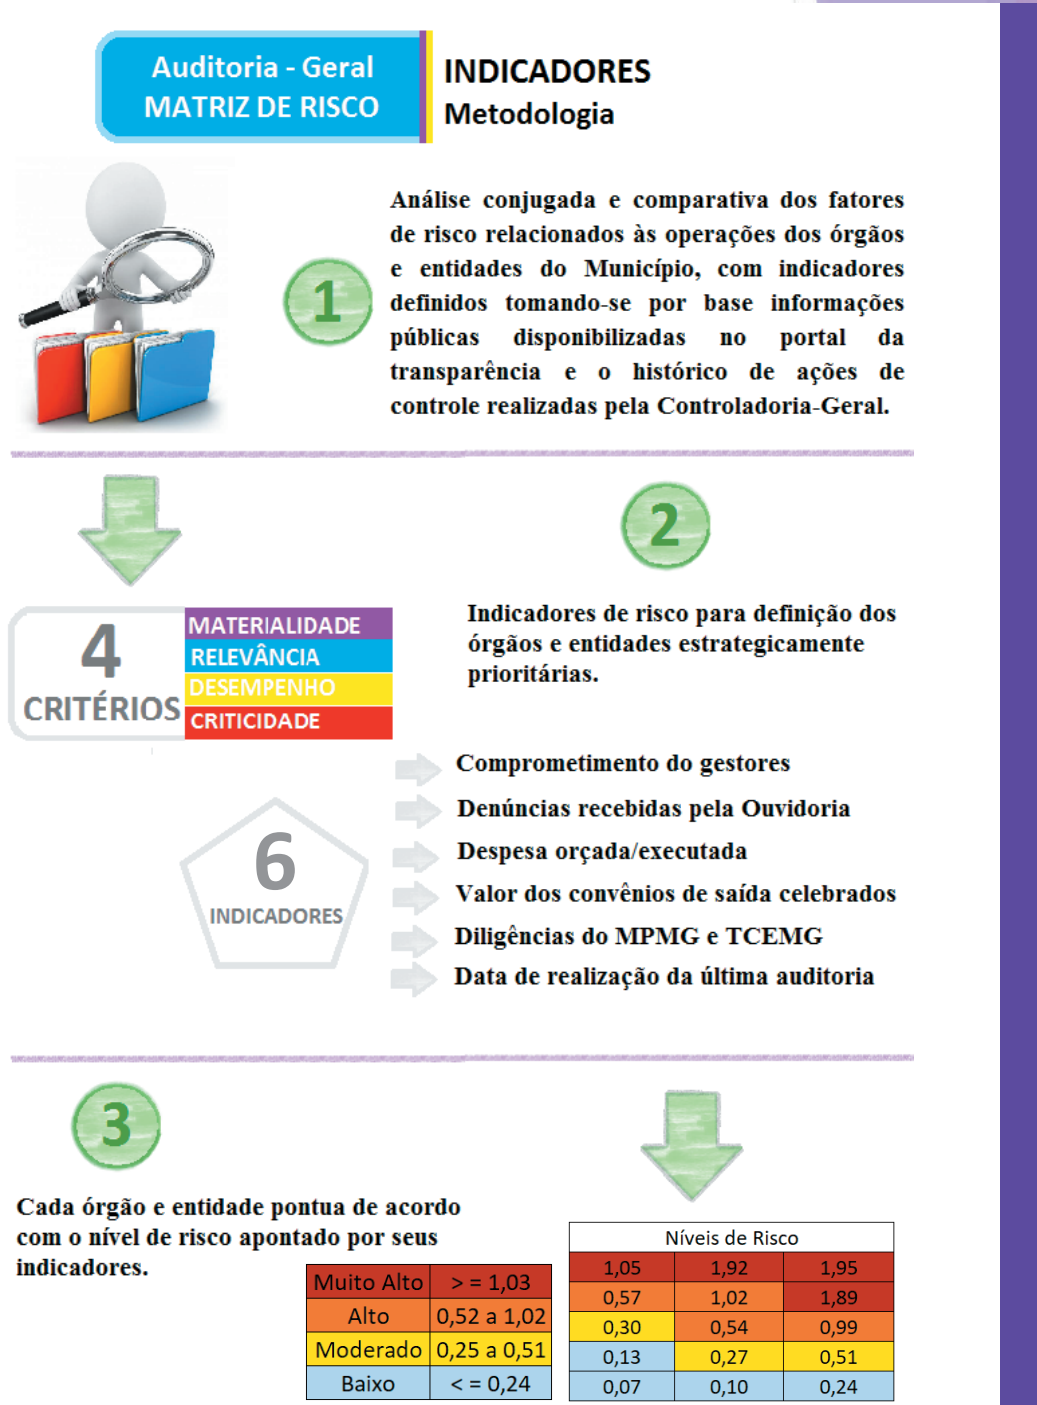 Auditoria - Geral
MATRIZ DE RISCO
INDICADORES
Metodologia
1
Análise conjugada e comparativa dos fatores
de risco relacionados às operações dos órgãos
e entidades do Município, com indicadores
definidos tomando-se por base informações
públicas disponibilizadas no portal da
transparência e o histórico de ações de
controle realizadas pela Controladoria-Geral.
2
Indicadores de risco para definição dos
órgãos e entidades estrategicamente
prioritárias.
4
CRITÉRIOS
MATERIALIDADE
RELEVÂNCIA
DESEMPENHO
CRITICIDADE
6
INDICADORES
Comprometimento do gestores
Denúncias recebidas pela Ouvidoria
Despesa orçada/executada
Valor dos convênios de saída celebrados
Diligências do MPMG e TCEMG
Data de realização da última auditoria
3
Cada órgão e entidade pontua de acordo
com o nível de risco apontado por seus
indicadores.
Muito Alto > = 1,03
Alto 0,52 a 1,02
Moderado 0,25 a 0,51
Baixo < = 0,24
Níveis de Risco
1,05 1,92 1,95
0,57 1,02 1,89
0,30 0,54 0,99
0,13 0,27 0,51
0,07 0,10 0,24